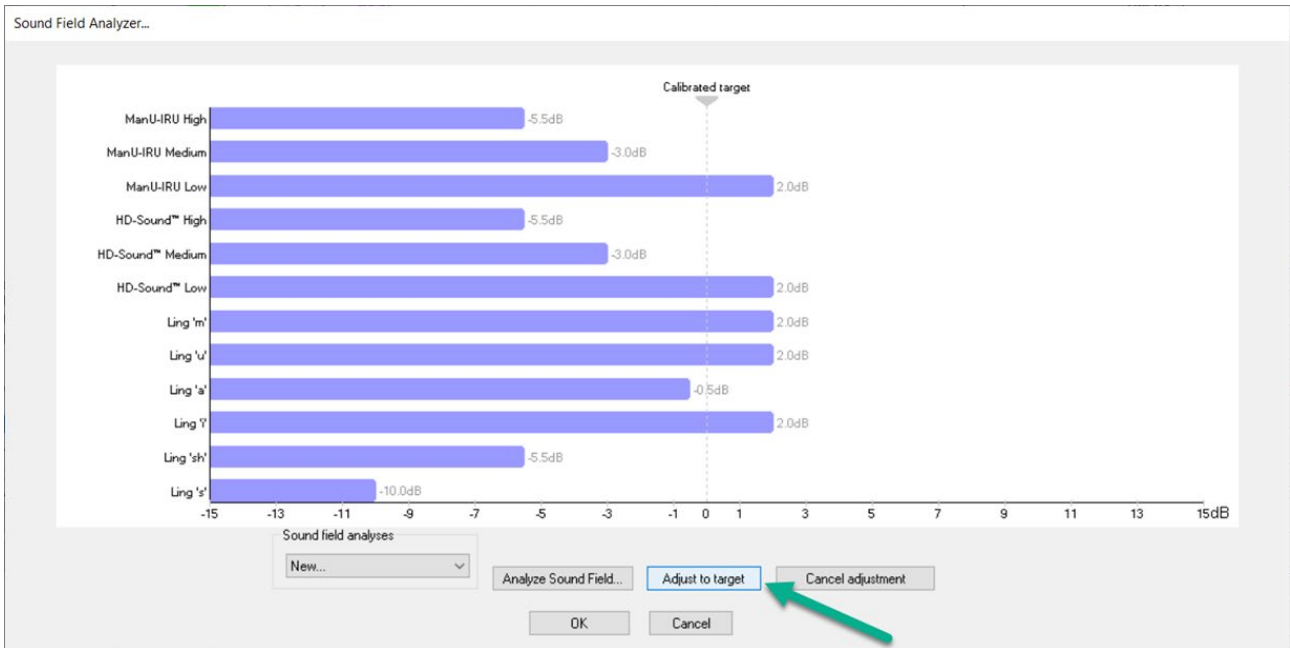 Sound Field Analyzer...
Calibrated target
ManU-IRU High -5.5dB
ManU-IRU Medium -3.0dB
ManU-IRU Low 2.0dB
HD-Sound™ High -5.5dB
HD-Sound™ Medium -3.0dB
HD-Sound™ Low 2.0dB
Ling 'm' 2.0dB
Ling 'u' 2.0dB
Ling 'a' -0.5dB
Ling 'i' 2.0dB
Ling 'sh' -5.5dB
Ling 's' -10.0dB
-15 -13 -11 -9 -7 -5 -3 -1 0 1 3 5 7 9 11 13 15dB
Sound field analyses
New...
Analyze Sound Field... Adjust to target Cancel adjustment
OK Cancel